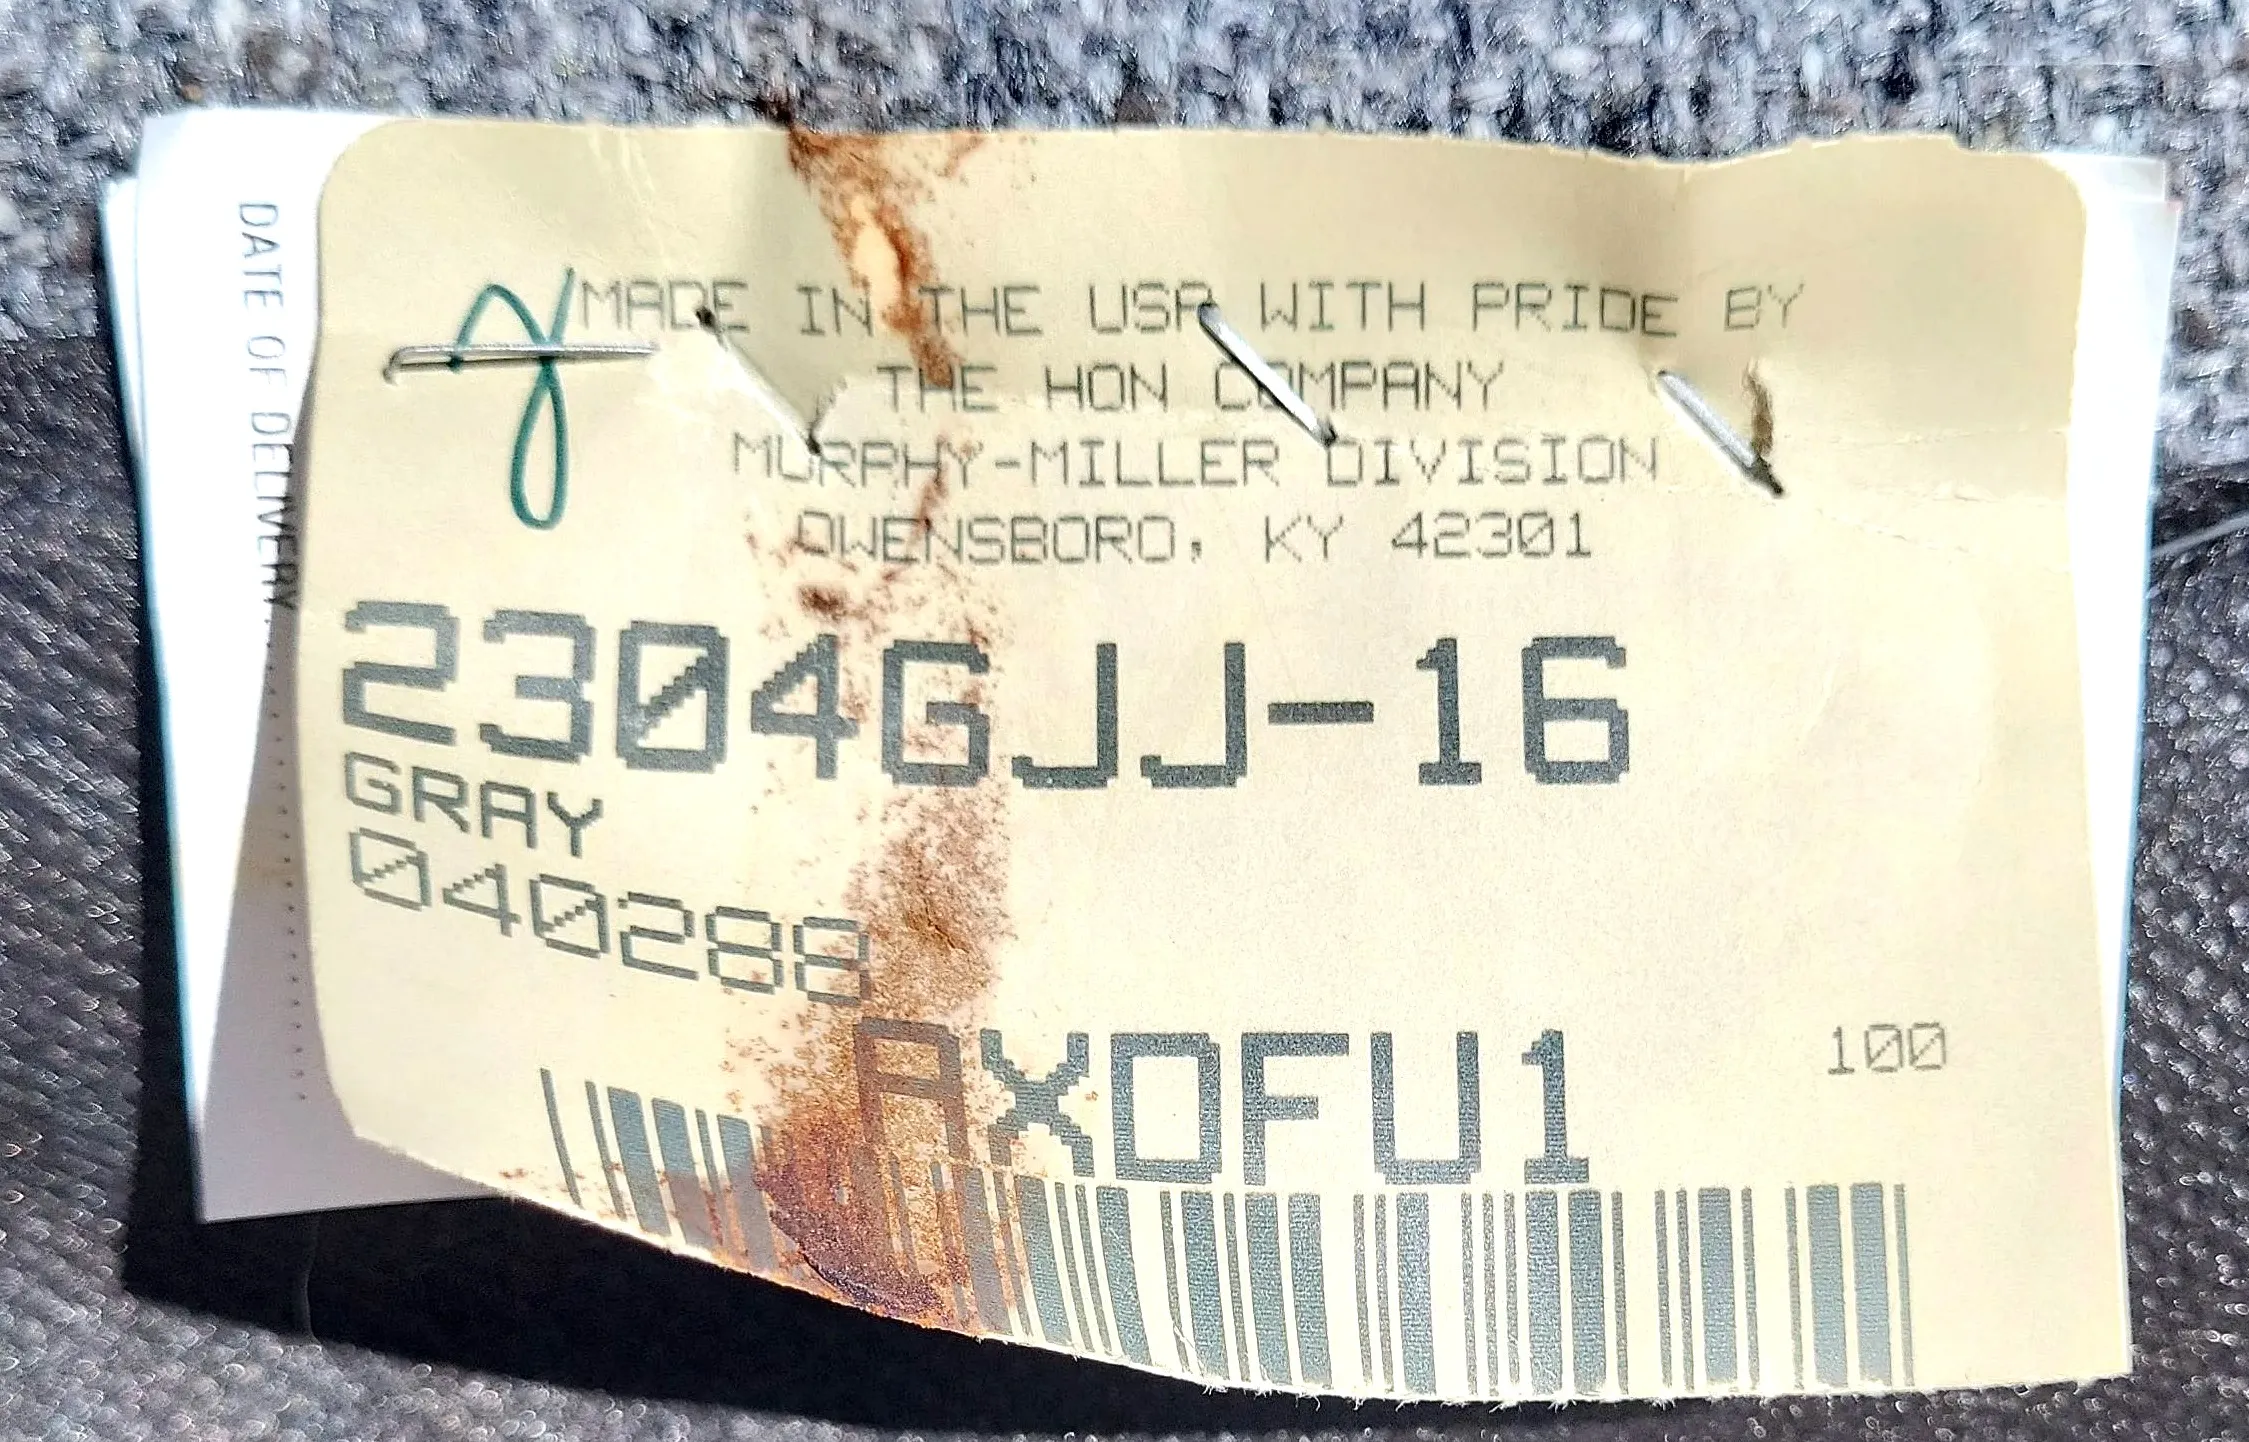 DATE OF DELIVERY
MADE IN THE USA WITH PRIDE BY
THE HON COMPANY
MURPHY-MILLER DIVISION
OWENSBORO, KY 42301
2304GJJ-16
GRAY
040288
AXOFU1
100